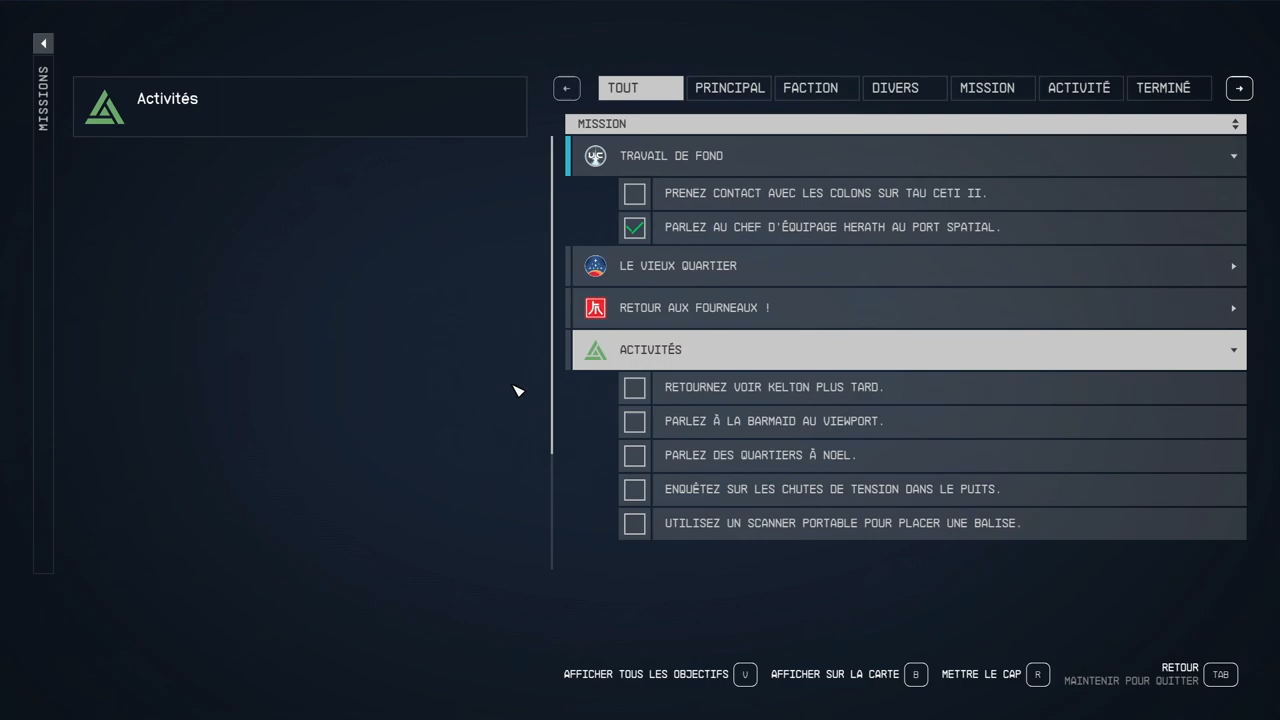 MISSIONS
Activités
TOUT
PRINCIPAL
FACTION
DIVERS
MISSION
ACTIVITÉ
TERMINÉ
MISSION
TRAVAIL DE FOND
PRENEZ CONTACT AVEC LES COLONS SUR TAU CETI II.
PARLEZ AU CHEF D'ÉQUIPAGE HERATH AU PORT SPATIAL.
LE VIEUX QUARTIER
RETOUR AUX FOURNEAUX !
ACTIVITÉS
RETOURNEZ VOIR KELTON PLUS TARD.
PARLEZ À LA BARMAID AU VIEWPORT.
PARLEZ DES QUARTIERS À NOEL.
ENQUÊTEZ SUR LES CHUTES DE TENSION DANS LE PUITS.
UTILISEZ UN SCANNER PORTABLE POUR PLACER UNE BALISE.
AFFICHER TOUS LES OBJECTIFS V
AFFICHER SUR LA CARTE B
METTRE LE CAP R
RETOUR
MAINTENIR POUR QUITTER
TAB